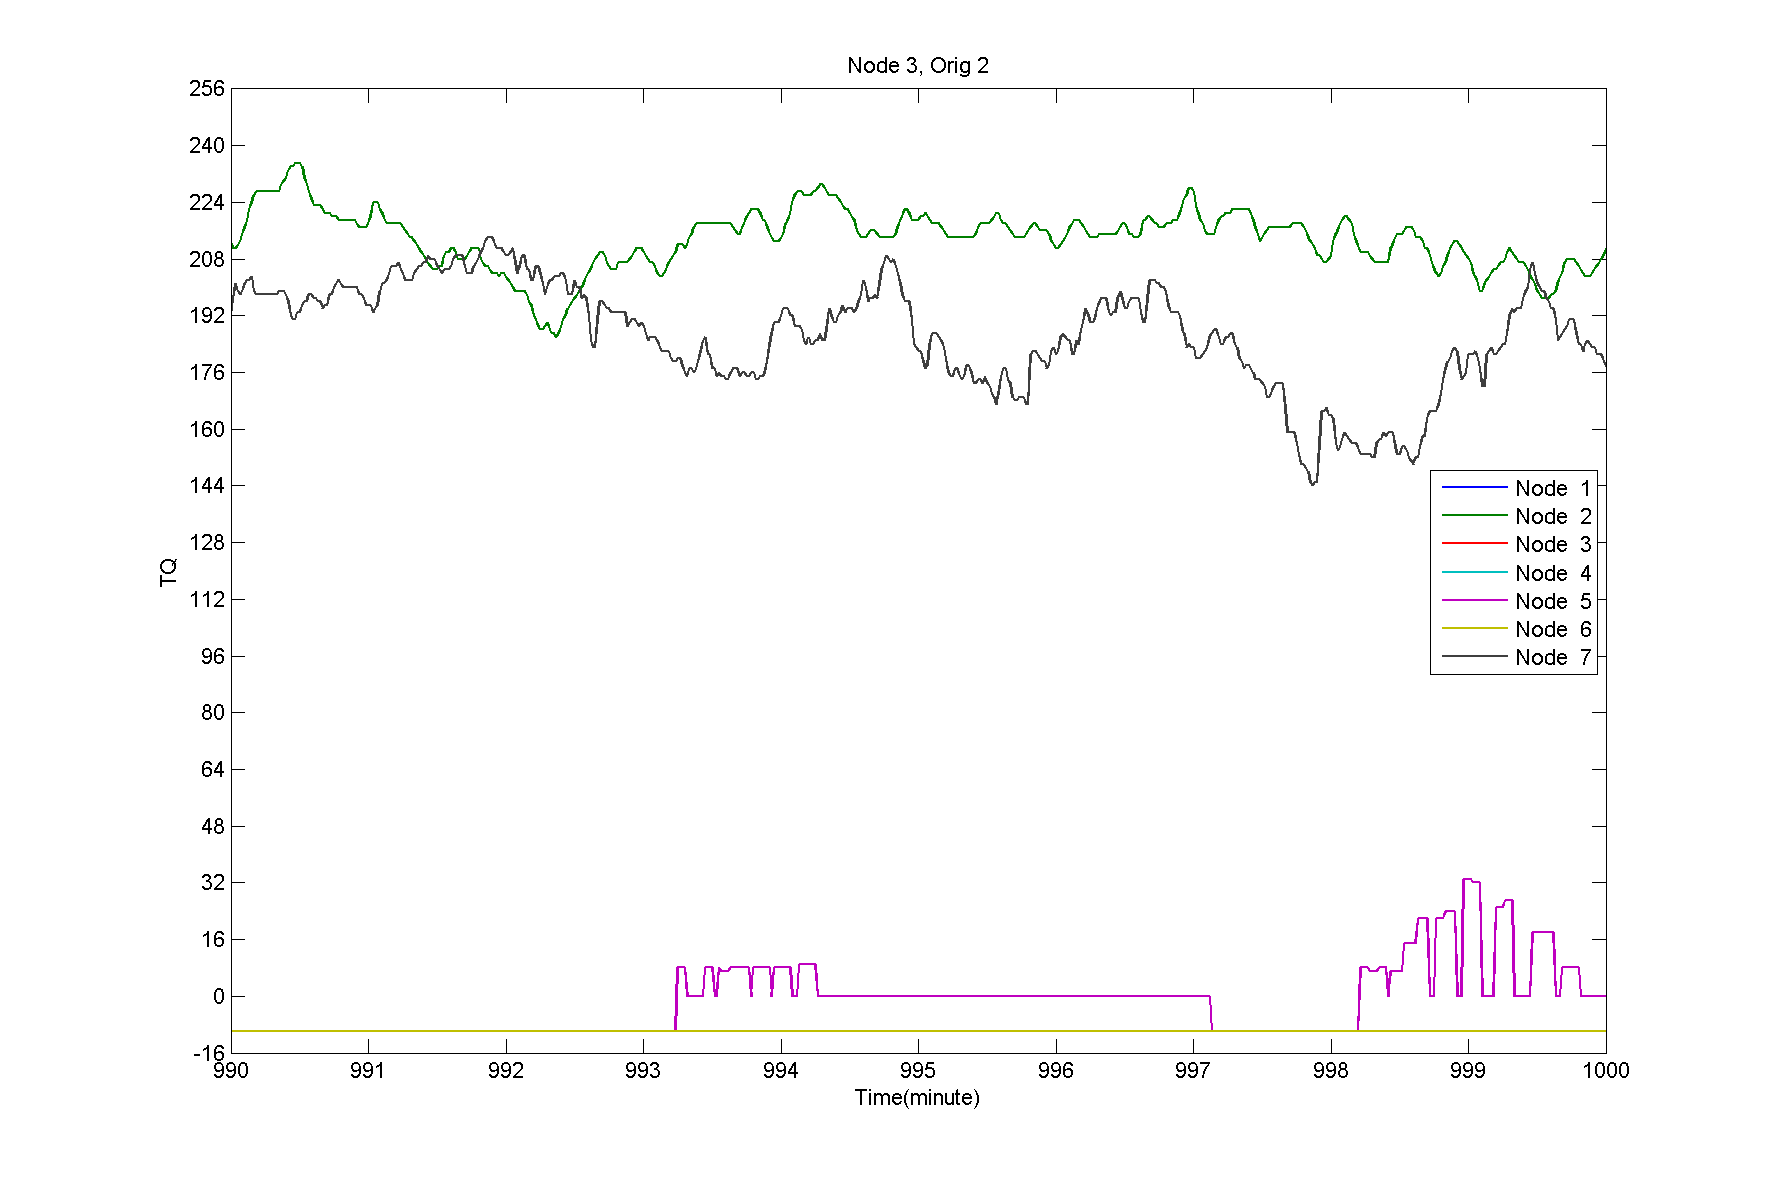 Node 3, Orig 2
256
240
224
208
192
176
160
144
128
112
96
80
64
48
32
16
0
-16
TQ
Node 1
Node 2
Node 3
Node 4
Node 5
Node 6
Node 7
990 991 992 993 994 995 996 997 998 999 1000
Time(minute)